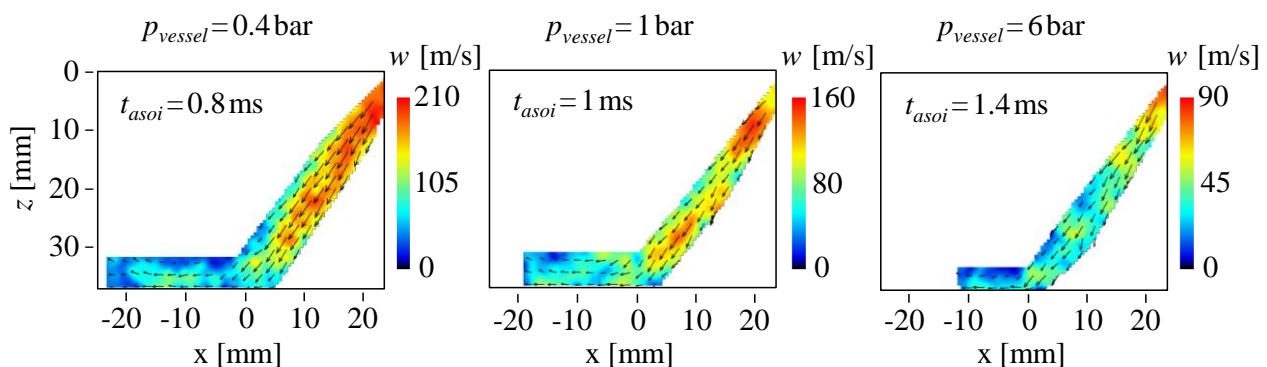 p_vessel = 0.4 bar
p_vessel = 1 bar
p_vessel = 6 bar
w [m/s]
w [m/s]
w [m/s]
t_asoi = 0.8 ms
t_asoi = 1 ms
t_asoi = 1.4 ms
210
105
0
160
80
0
90
45
0
z [mm]
0
10
20
30
-20 -10 0 10 20
-20 -10 0 10 20
-20 -10 0 10 20
x [mm]
x [mm]
x [mm]